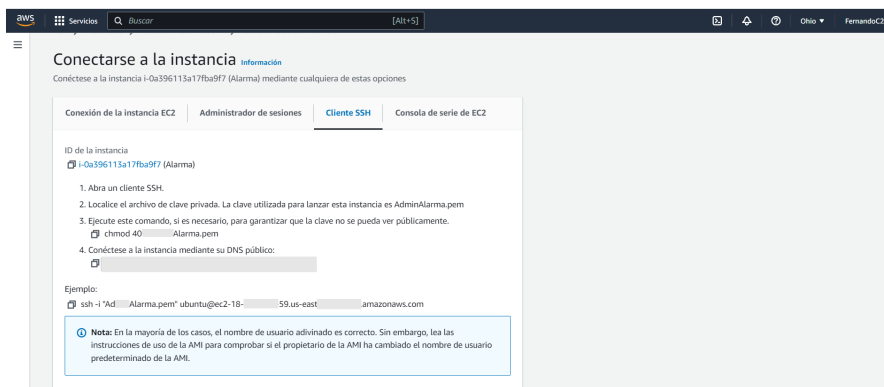 aws
Servicios
Buscar
[Alt+S]
Ohio
FernandoC2
Conectarse a la instancia Información
Conéctese a la instancia i-0a396113a17fba9f7 (Alarma) mediante cualquiera de estas opciones
Conexión de la instancia EC2
Administrador de sesiones
Cliente SSH
Consola de serie de EC2
ID de la instancia
i-0a396113a17fba9f7 (Alarma)
1. Abra un cliente SSH.
2. Localice el archivo de clave privada. La clave utilizada para lanzar esta instancia es AdminAlarma.pem
3. Ejecute este comando, si es necesario, para garantizar que la clave no se pueda ver públicamente.
chmod 40 Alarma.pem
4. Conéctese a la instancia mediante su DNS público:
Ejemplo:
ssh -i "Ad Alarma.pem" ubuntu@ec2-18- 59.us-east .amazonaws.com
Nota: En la mayoría de los casos, el nombre de usuario adivinado es correcto. Sin embargo, lea las
instrucciones de uso de la AMI para comprobar si el propietario de la AMI ha cambiado el nombre de usuario
predeterminado de la AMI.